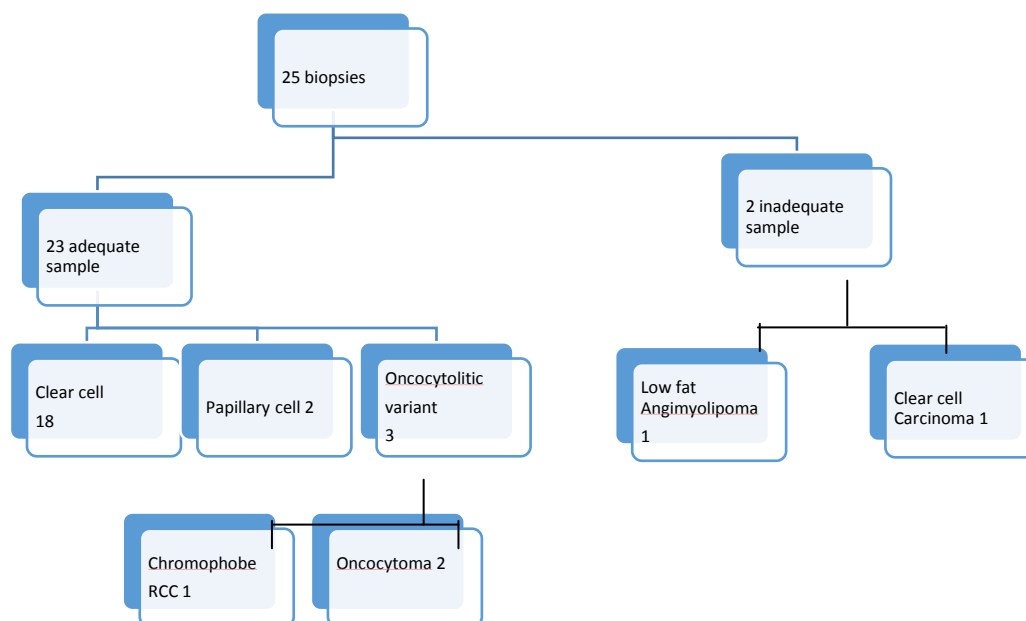 25 biopsies
23 adequate
sample
2 inadequate
sample
Clear cell
18
Papillary cell 2
Oncocytolitic
variant
3
Low fat
Angimyolipoma
1
Clear cell
Carcinoma 1
Chromophobe
RCC 1
Oncocytoma 2